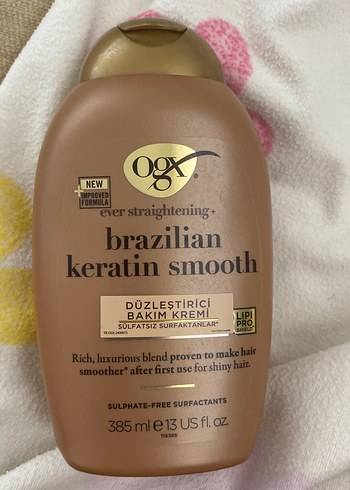 ogx®
NEW
+ IMPROVED
FORMULA
ever straightening+
brazilian
keratin smooth
DÜZLEŞTİRİCİ
BAKIM KREMİ
SÜLFATSIZ SURFAKTANLAR*
LIPI
PRO
SHIELD
Rich, luxurious blend proven to make hair
smoother* after first use for shiny hair.
SULPHATE-FREE SURFACTANTS
385 ml e 13 US fl. oz.